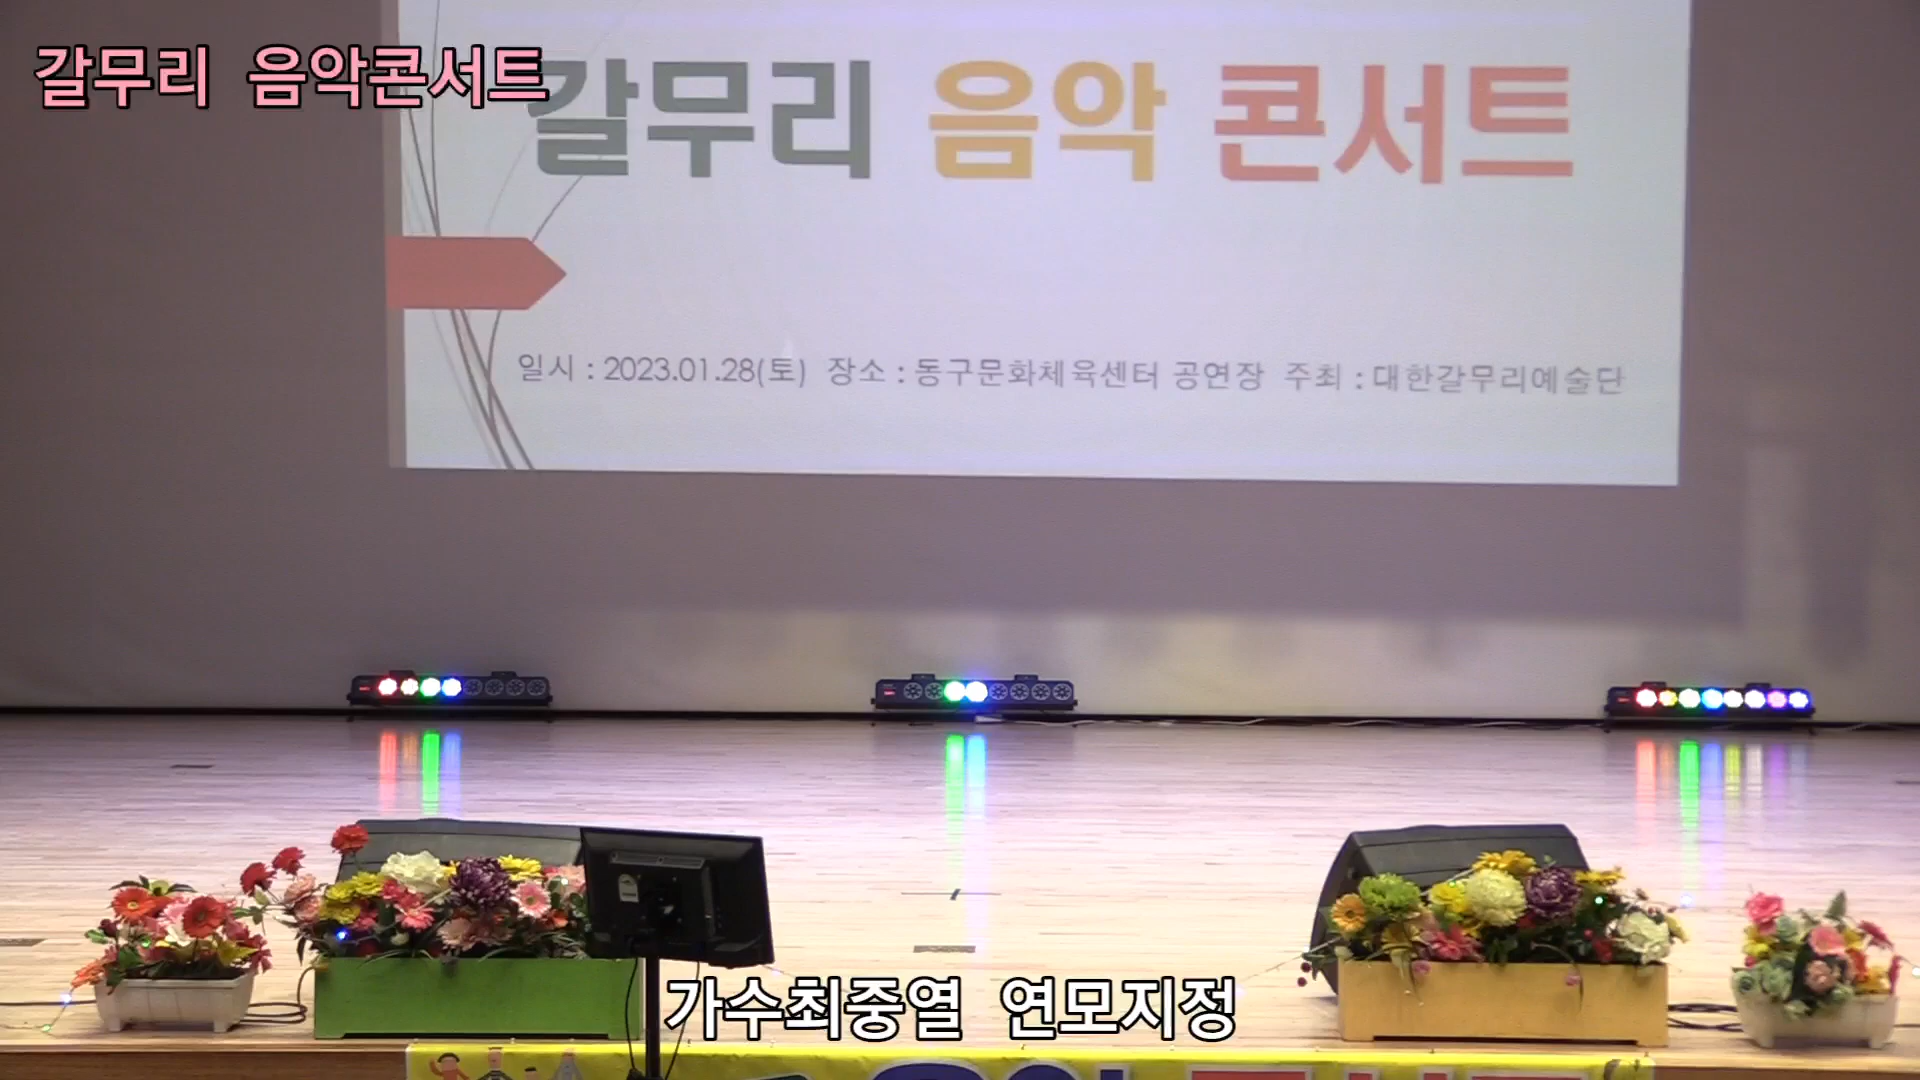 갈무리 음악콘서트
갈무리 음악 콘서트
일시 : 2023.01.28(토) 장소 : 동구문화체육센터 공연장 주최 : 대한갈무리예술단
가수최중열 연모지정